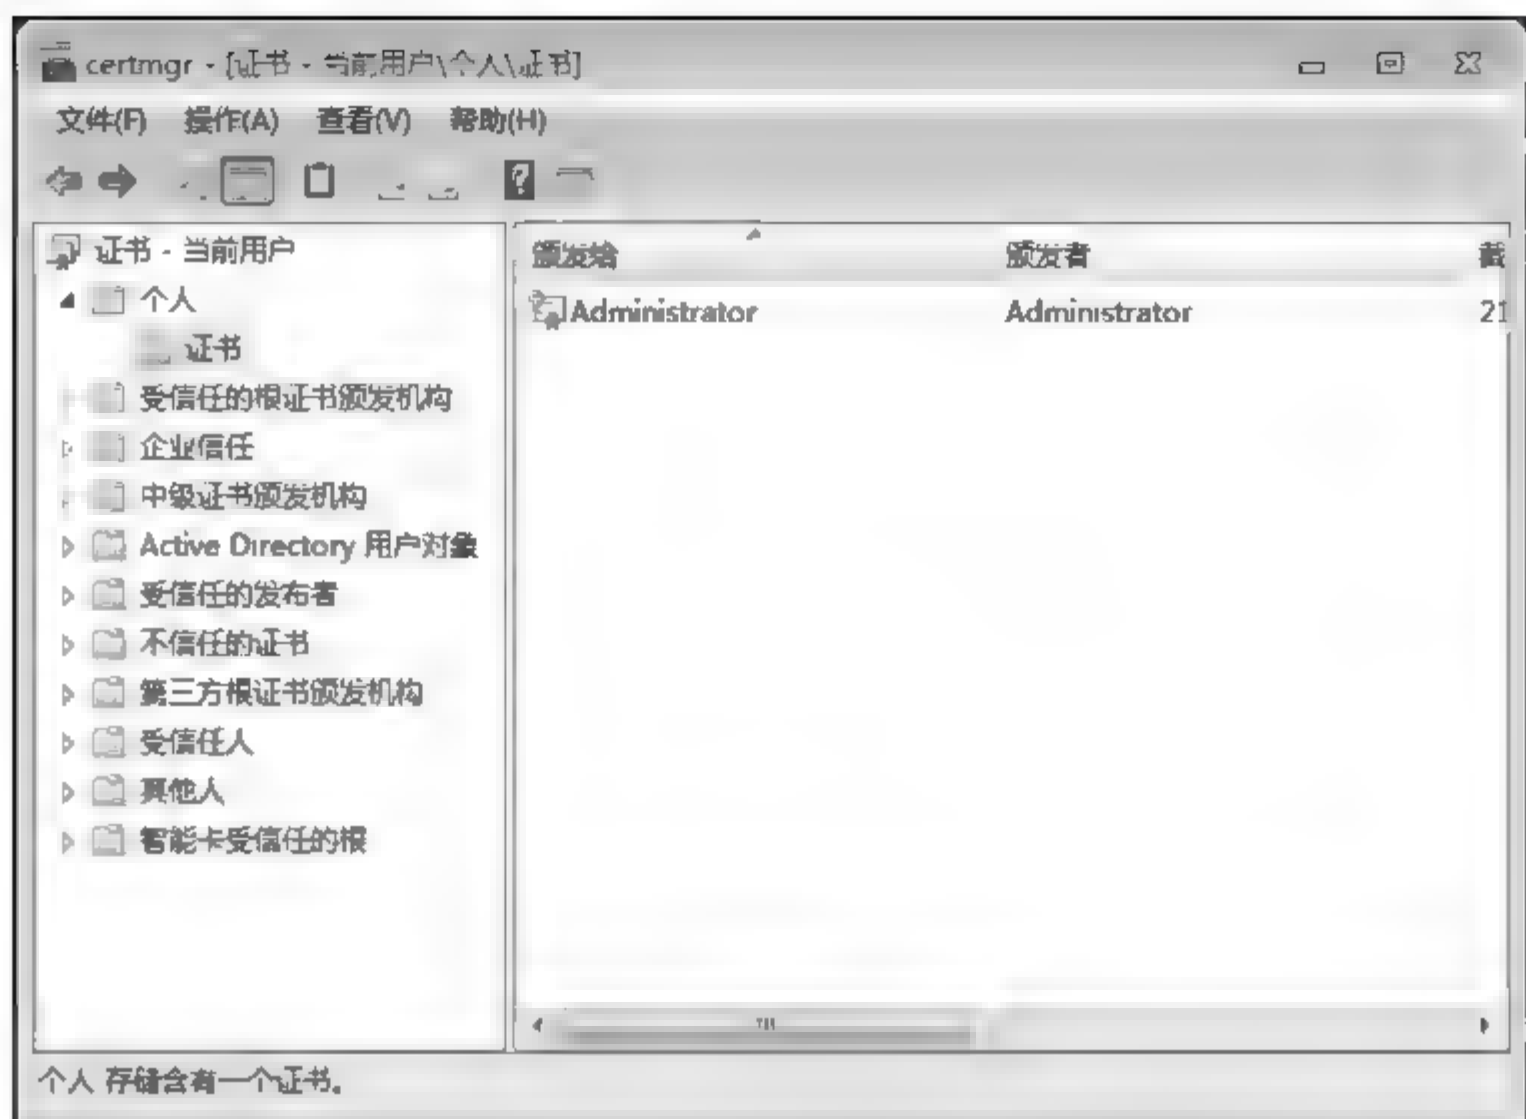 certmgr - [证书 - 当前用户\个人\证书]
文件(F) 操作(A) 查看(V) 帮助(H)
证书 - 当前用户
个人
证书
受信任的根证书颁发机构
企业信任
中级证书颁发机构
Active Directory 用户对象
受信任的发布者
不信任的证书
第三方根证书颁发机构
受信任人
其他人
智能卡受信任的根
颁发给 颁发者 截
Administrator Administrator 21
个人 存储含有一个证书。